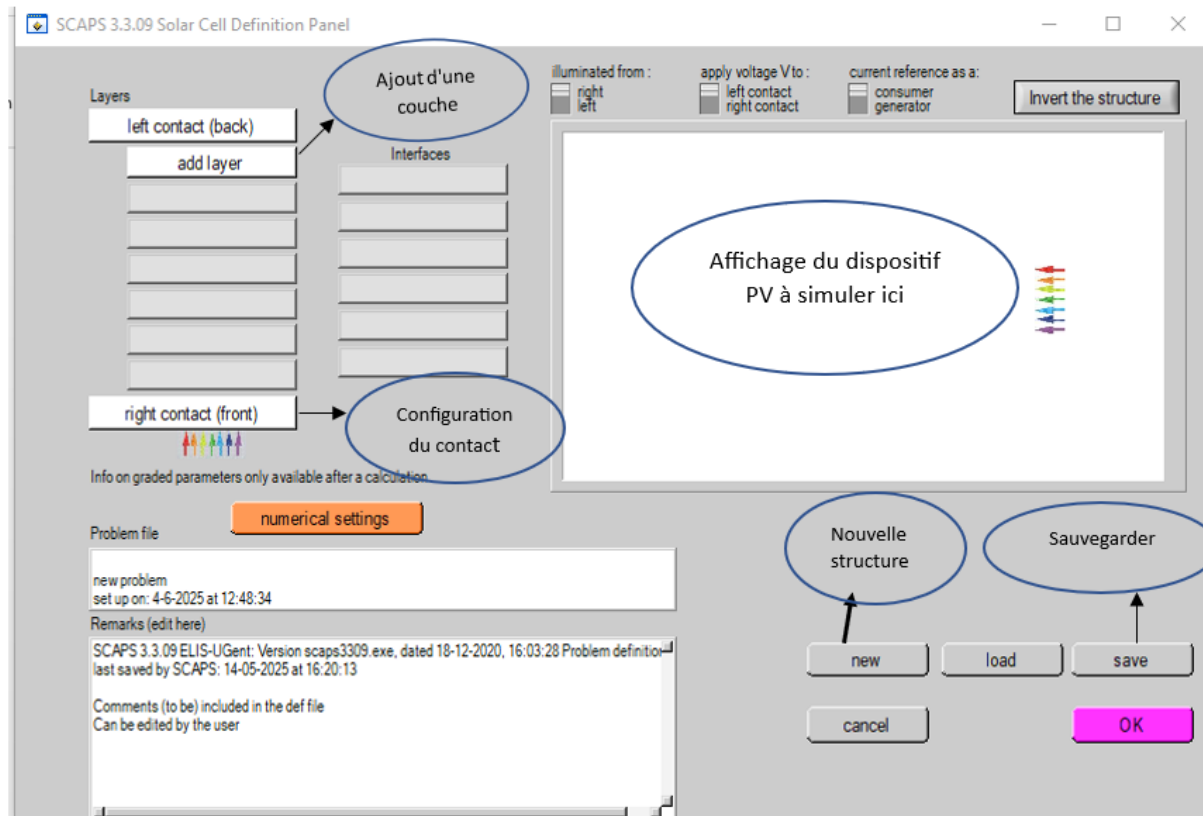 SCAPS 3.3.09 Solar Cell Definition Panel
Ajout d'une
couche
illuminated from :
right
left
apply voltage V to :
left contact
right contact
current reference as a:
consumer
generator
Invert the structure
Layers
left contact (back)
add layer
Interfaces
Affichage du dispositif
PV à simuler ici
right contact (front)
Configuration
du contact
Info on graded parameters only available after a calculation
numerical settings
Problem file
new problem
set up on: 4-6-2025 at 12:48:34
Nouvelle
structure
Sauvegarder
Remarks (edit here)
SCAPS 3.3.09 ELIS-UGent: Version scaps3309.exe, dated 18-12-2020, 16:03:28 Problem definition
last saved by SCAPS: 14-05-2025 at 16:20:13
Comments (to be) included in the def file
Can be edited by the user
new
load
save
cancel
OK